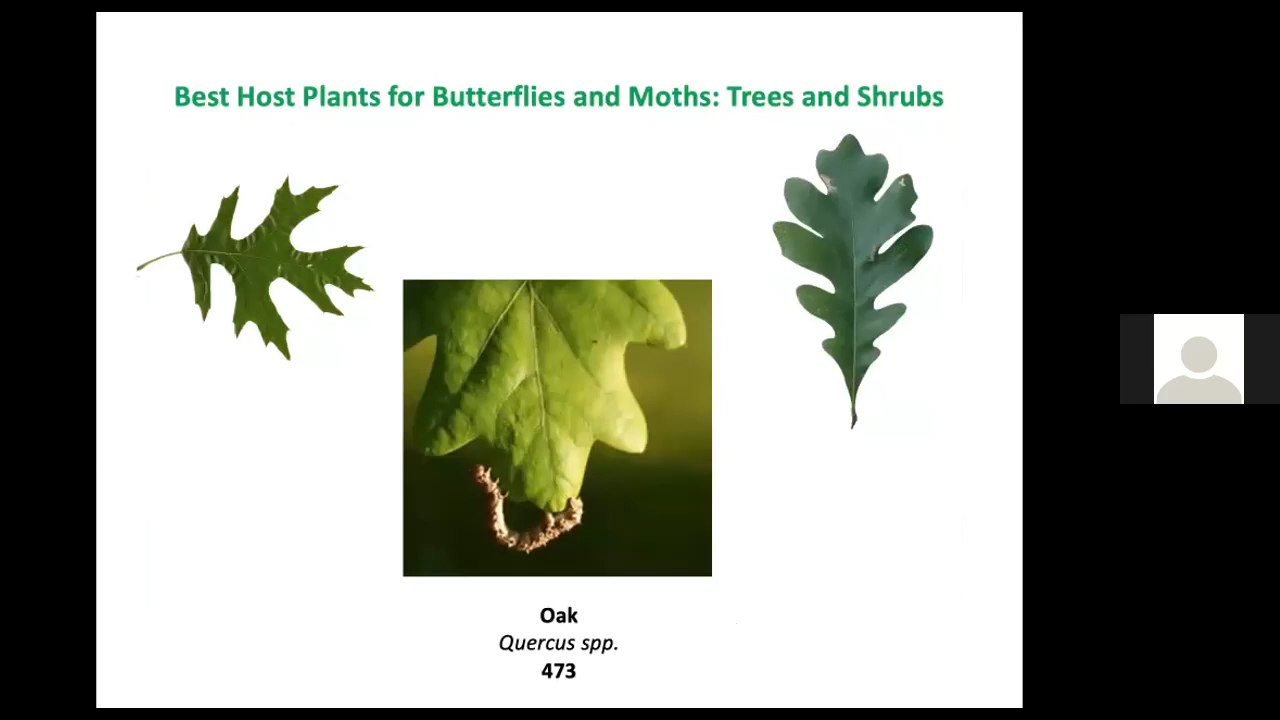 Best Host Plants for Butterflies and Moths: Trees and Shrubs
Oak
Quercus spp.
473